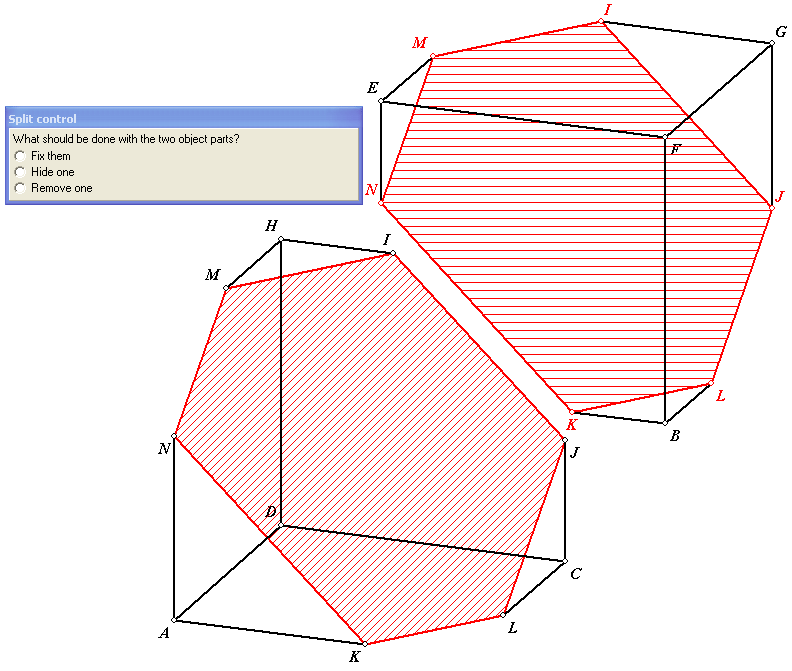 I
G
M
E
Split control
What should be done with the two object parts?
Fix them
Hide one
Remove one
F
N
J
H
I
M
L
K
B
N
J
D
C
A
L
K